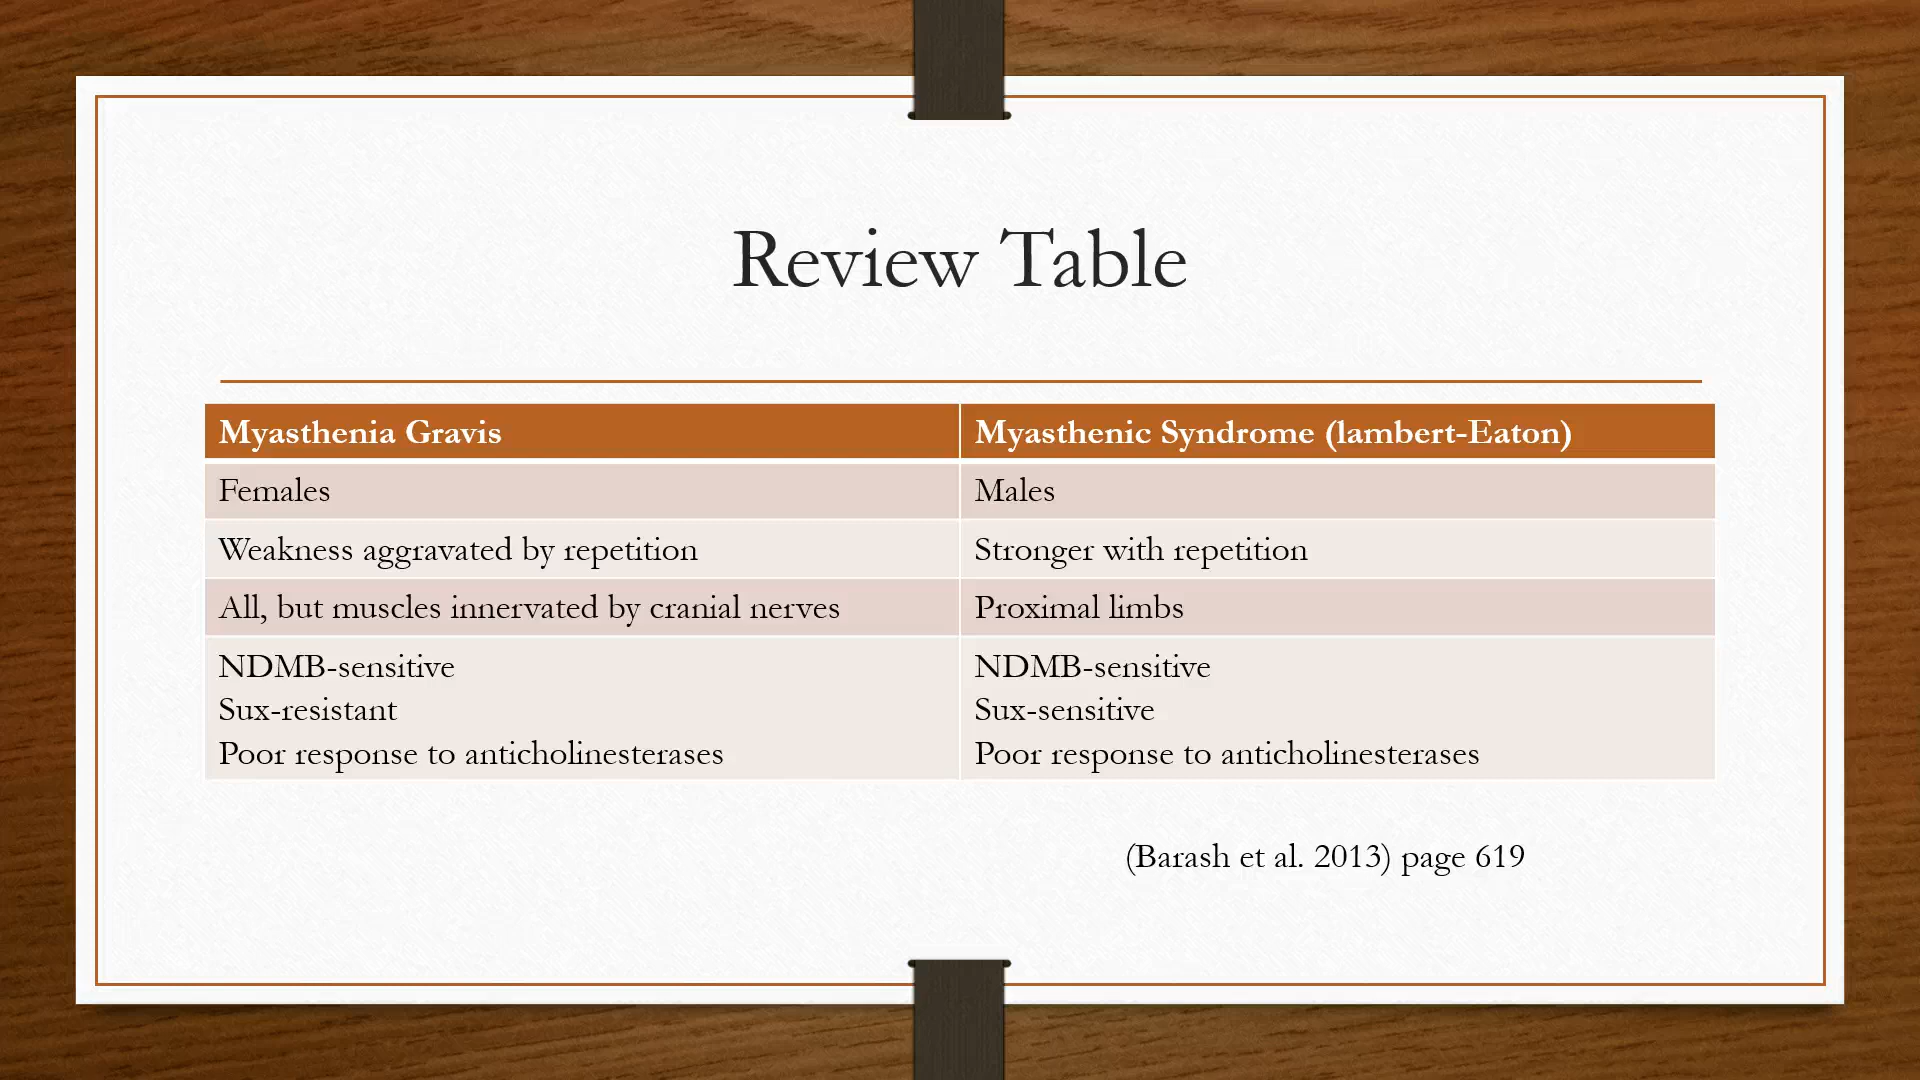 Review Table
Myasthenia Gravis
Myasthenic Syndrome (lambert-Eaton)
Females
Males
Weakness aggravated by repetition
Stronger with repetition
All, but muscles innervated by cranial nerves
Proximal limbs
NDMB-sensitive
Sux-resistant
Poor response to anticholinesterases
NDMB-sensitive
Sux-sensitive
Poor response to anticholinesterases
(Barash et al. 2013) page 619